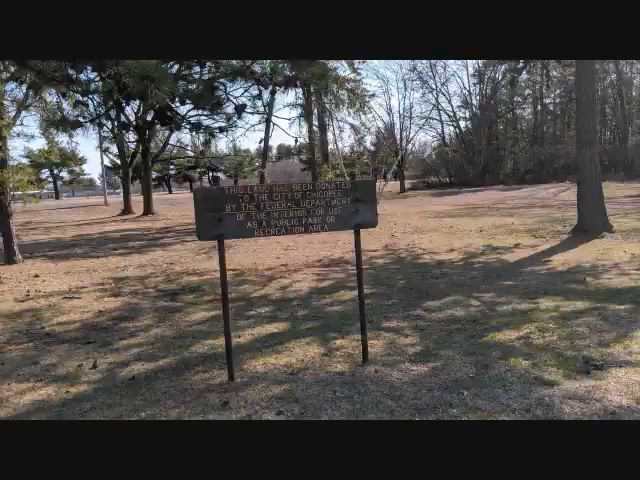 THIS LAND HAS BEEN DONATED
TO THE CITY OF CHICOPEE
BY THE FEDERAL DEPARTMENT
OF THE INTERIOR FOR USE
AS A PUBLIC PARK OR
RECREATION AREA